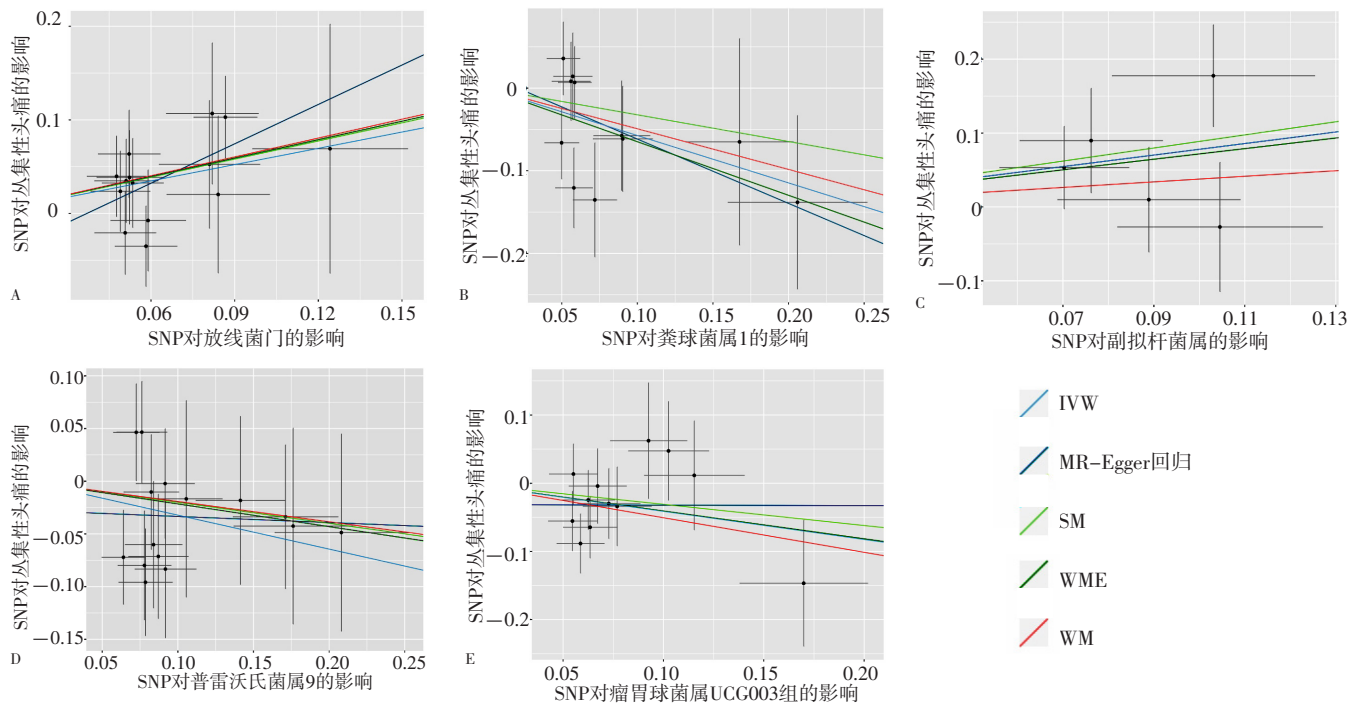 SNP对丛集性头痛的影响
0.2
0.1
0
A
0.06
0.09
0.12
0.15
SNP对放线菌门的影响
SNP对丛集性头痛的影响
0
-0.1
-0.2
B
0.05
0.10
0.15
0.20
0.25
SNP对粪球菌属1的影响
SNP对丛集性头痛的影响
0.2
0.1
0
-0.1
C
0.07
0.09
0.11
0.13
SNP对副拟杆菌属的影响
SNP对丛集性头痛的影响
0.10
0.05
0
-0.05
-0.10
-0.15
D
0.05
0.10
0.15
0.20
0.25
SNP对普雷沃氏菌属9的影响
SNP对丛集性头痛的影响
0.1
0
-0.1
-0.2
E
0.05
0.10
0.15
0.20
SNP对瘤胃球菌属UCG003组的影响
IVW
MR-Egger回归
SM
WME
WM